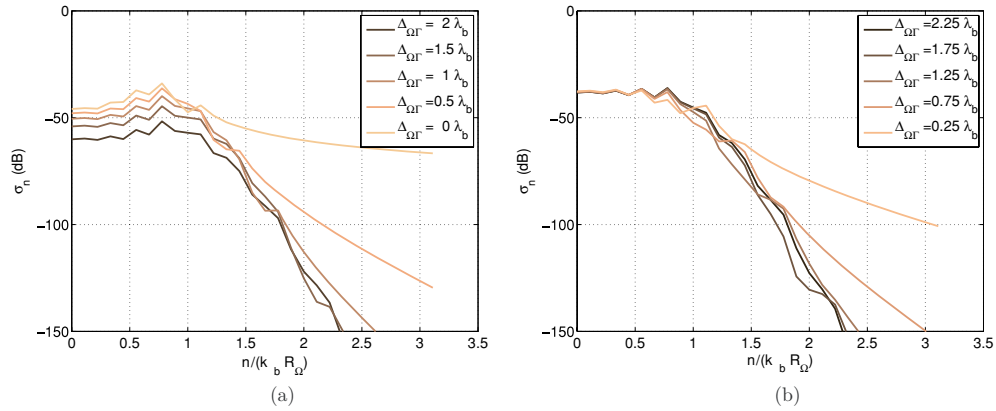 0
−50
−100
−150
σn (dB)
0 0.5 1 1.5 2 2.5 3 3.5
n/(k b RΩ)
ΔΩΓ = 2 λb
ΔΩΓ =1.5 λb
ΔΩΓ = 1 λb
ΔΩΓ =0.5 λb
ΔΩΓ = 0 λb
(a)
0
−50
−100
−150
σn (dB)
0 0.5 1 1.5 2 2.5 3 3.5
n/(k b RΩ)
ΔΩΓ =2.25 λb
ΔΩΓ =1.75 λb
ΔΩΓ =1.25 λb
ΔΩΓ =0.75 λb
ΔΩΓ =0.25 λb
(b)